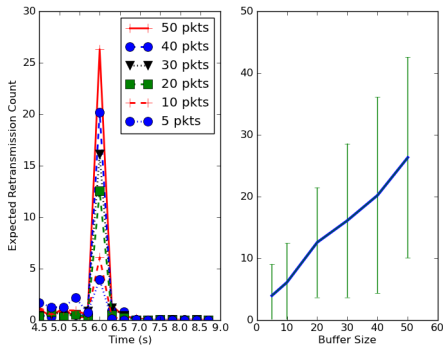 Expected Retransmission Count
30
25
20
15
10
5
0
50 pkts
40 pkts
30 pkts
20 pkts
10 pkts
5 pkts
4.5 5.0 5.5 6.0 6.5 7.0 7.5 8.0 8.5 9.0
Time (s)
50
40
30
20
10
0
0 10 20 30 40 50 60
Buffer Size